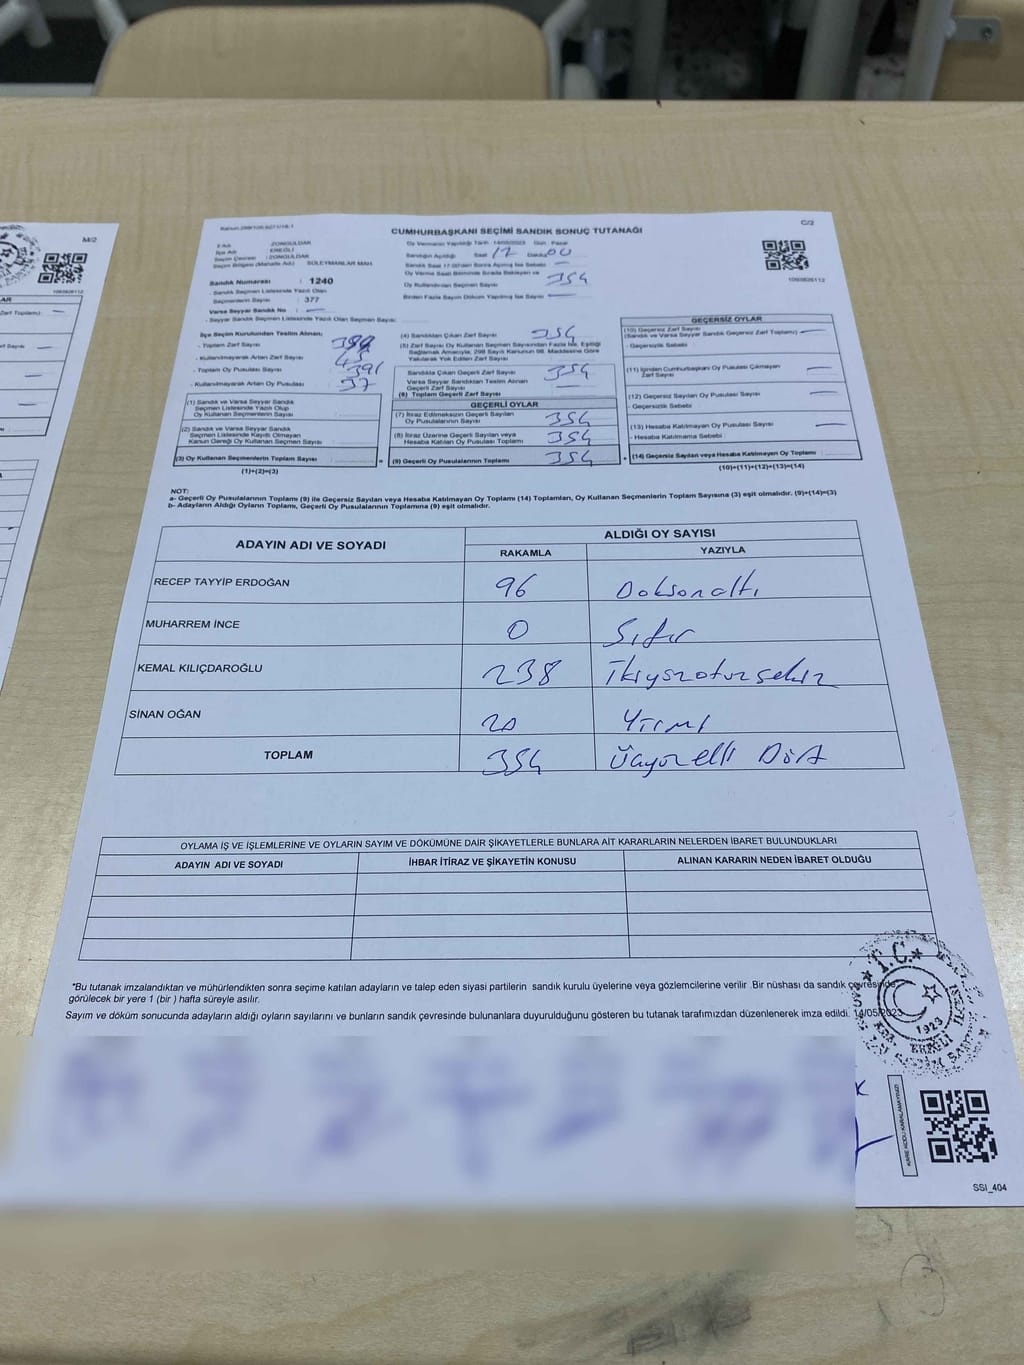 M/2
C/2
CUMHURBAŞKANI SEÇİMİ SANDIK SONUÇ TUTANAĞI
İl Adı : ZONGULDAK
İlçe Adı : EREĞLİ
Seçim Çevresi : ZONGULDAK
Seçim Bölgesi (Mahalle Adı) : SÜLEYMANLAR MAH
Sandık Numarası : 1240
- Sandık Seçmen Listesinde Yazılı Olan
Seçmenlerin Sayısı : 377
Varsa Seyyar Sandık No :
- Seyyar Sandık Seçmen Listesinde Yazılı Olan Seçmen Sayısı :
Oy Vermenin Yapıldığı Tarih : 14/05/2023 Gün : Pazar
Sandığın Açıldığı Saat 17 Dakika 00
Sandık Saat 17:00'den Sonra Açılmış İse Sebebi :
Oy Verme Saati Bitiminde Sırada Bekleyen ve
Oy Kullandırılan Seçmen Sayısı 354
Birden Fazla Sayım Döküm Yapılmış İse Sayısı
İlçe Seçim Kurulundan Teslim Alınan;
- Toplam Zarf Sayısı
- Kullanılmayarak Artan Zarf Sayısı 45
- Toplam Oy Pusulası Sayısı 391
- Kullanılmayarak Artan Oy Pusulası 37
(1) Sandık ve Varsa Seyyar Sandık
Seçmen Listesinde Yazılı Olup
Oy Kullanan Seçmenlerin Sayısı :
(2) Sandık ve Varsa Seyyar Sandık
Seçmen Listesinde Kayıtlı Olmayan
Kanun Gereği Oy Kullanan Seçmen Sayısı :
(3) Oy Kullanan Seçmenlerin Toplam Sayısı :
(1)+(2)=(3)
(4) Sandıktan Çıkan Zarf Sayısı 354
(5) Zarf Sayısı Oy Kullanan Seçmen Sayısından Fazla İse, Eşitliği
Sağlamak Amacıyla, 298 Sayılı Kanunun 98. Maddesine Göre
Yakılarak Yok Edilen Zarf Sayısı
Sandıkta Çıkan Geçerli Zarf Sayısı 354
Varsa Seyyar Sandıktan Teslim Alınan
Geçerli Zarf Sayısı
(6) Toplam Geçerli Zarf Sayısı
GEÇERLİ OYLAR
(7) İtiraz Edilmeksizin Geçerli Sayılan
Oy Pusulasının Sayısı 354
(8) İtiraz Üzerine Geçerli Sayılan veya
Hesaba Katılan Oy Pusulası Toplamı 354
= (9) Geçerli Oy Pusulalarının Toplamı 354
GEÇERSİZ OYLAR
(10) Geçersiz Zarf Sayısı
(Sandık ve Varsa Seyyar Sandık Geçersiz Zarf Toplamı)
- Geçersizlik Sebebi :
(11) İçinden Cumhurbaşkanı Oy Pusulası Çıkmayan
Zarf Sayısı
(12) Geçersiz Sayılan Oy Pusulası Sayısı
- Geçersizlik Sebebi
(13) Hesaba Katılmayan Oy Pusulası Sayısı
- Hesaba Katılmama Sebebi :
+ (14) Geçersiz Sayılan veya Hesaba Katılmayan Oy Toplamı :
(10)+(11)+(12)+(13)=(14)
NOT:
a- Geçerli Oy Pusulalarının Toplamı (9) ile Geçersiz Sayılan veya Hesaba Katılmayan Oy Toplamı (14) Toplamları, Oy Kullanan Seçmenlerin Toplam Sayısına (3) eşit olmalıdır. (9)+(14)=(3)
b- Adayların Aldığı Oyların Toplamı, Geçerli Oy Pusulalarının Toplamına (9) eşit olmalıdır.
ADAYIN ADI VE SOYADI
ALDIĞI OY SAYISI
RAKAMLA YAZIYLA
RECEP TAYYİP ERDOĞAN 96 Doksanaltı
MUHARREM İNCE 0 Sıfır
KEMAL KILIÇDAROĞLU 238 İkiyüzotuzsekiz
SİNAN OĞAN 20 Yirmi
TOPLAM 354 Üçyüzelli Dört
OYLAMA İŞ VE İŞLEMLERİNE VE OYLARIN SAYIM VE DÖKÜMÜNE DAİR ŞİKAYETLERLE BUNLARA AİT KARARLARIN NELERDEN İBARET BULUNDUKLARI
ADAYIN ADI VE SOYADI İHBAR İTİRAZ VE ŞİKAYETİN KONUSU ALINAN KARARIN NEDEN İBARET OLDUĞU
*Bu tutanak imzalandıktan ve mühürlendikten sonra seçime katılan adayların ve talep eden siyasi partilerin sandık kurulu üyelerine veya gözlemcilerine verilir .Bir nüshası da sandık çevresinde
görülecek bir yere 1 (bir ) hafta süreyle asılır.
Sayım ve döküm sonucunda adayların aldığı oyların sayılarını ve bunların sandık çevresinde bulunanlara duyurulduğunu gösteren bu tutanak tarafımızdan düzenlenerek imza edildi. 14/05/2023
T.C.
1923
KARE KODU KARALAMAYINIZ!
SSI_404